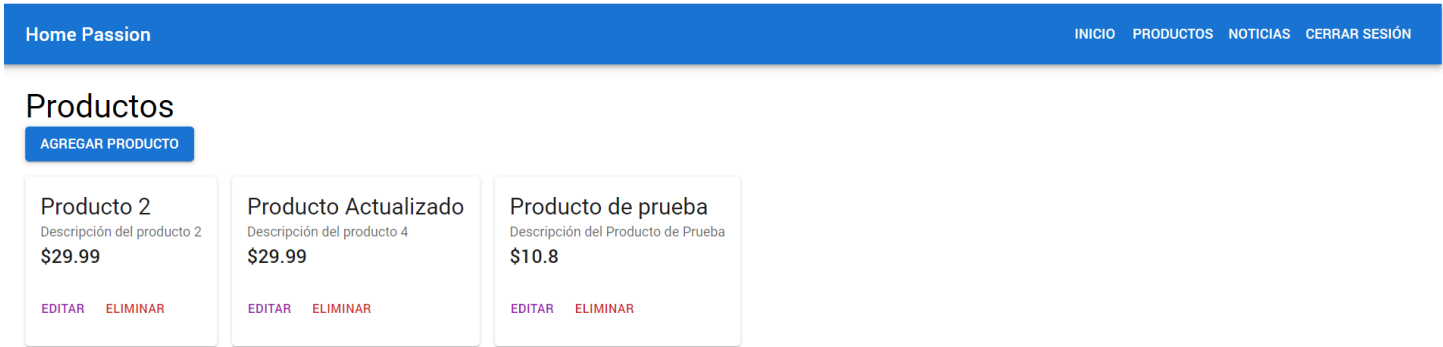 Home Passion
INICIO PRODUCTOS NOTICIAS CERRAR SESIÓN
Productos
AGREGAR PRODUCTO
Producto 2
Descripción del producto 2
$29.99
EDITAR ELIMINAR
Producto Actualizado
Descripción del producto 4
$29.99
EDITAR ELIMINAR
Producto de prueba
Descripción del Producto de Prueba
$10.8
EDITAR ELIMINAR